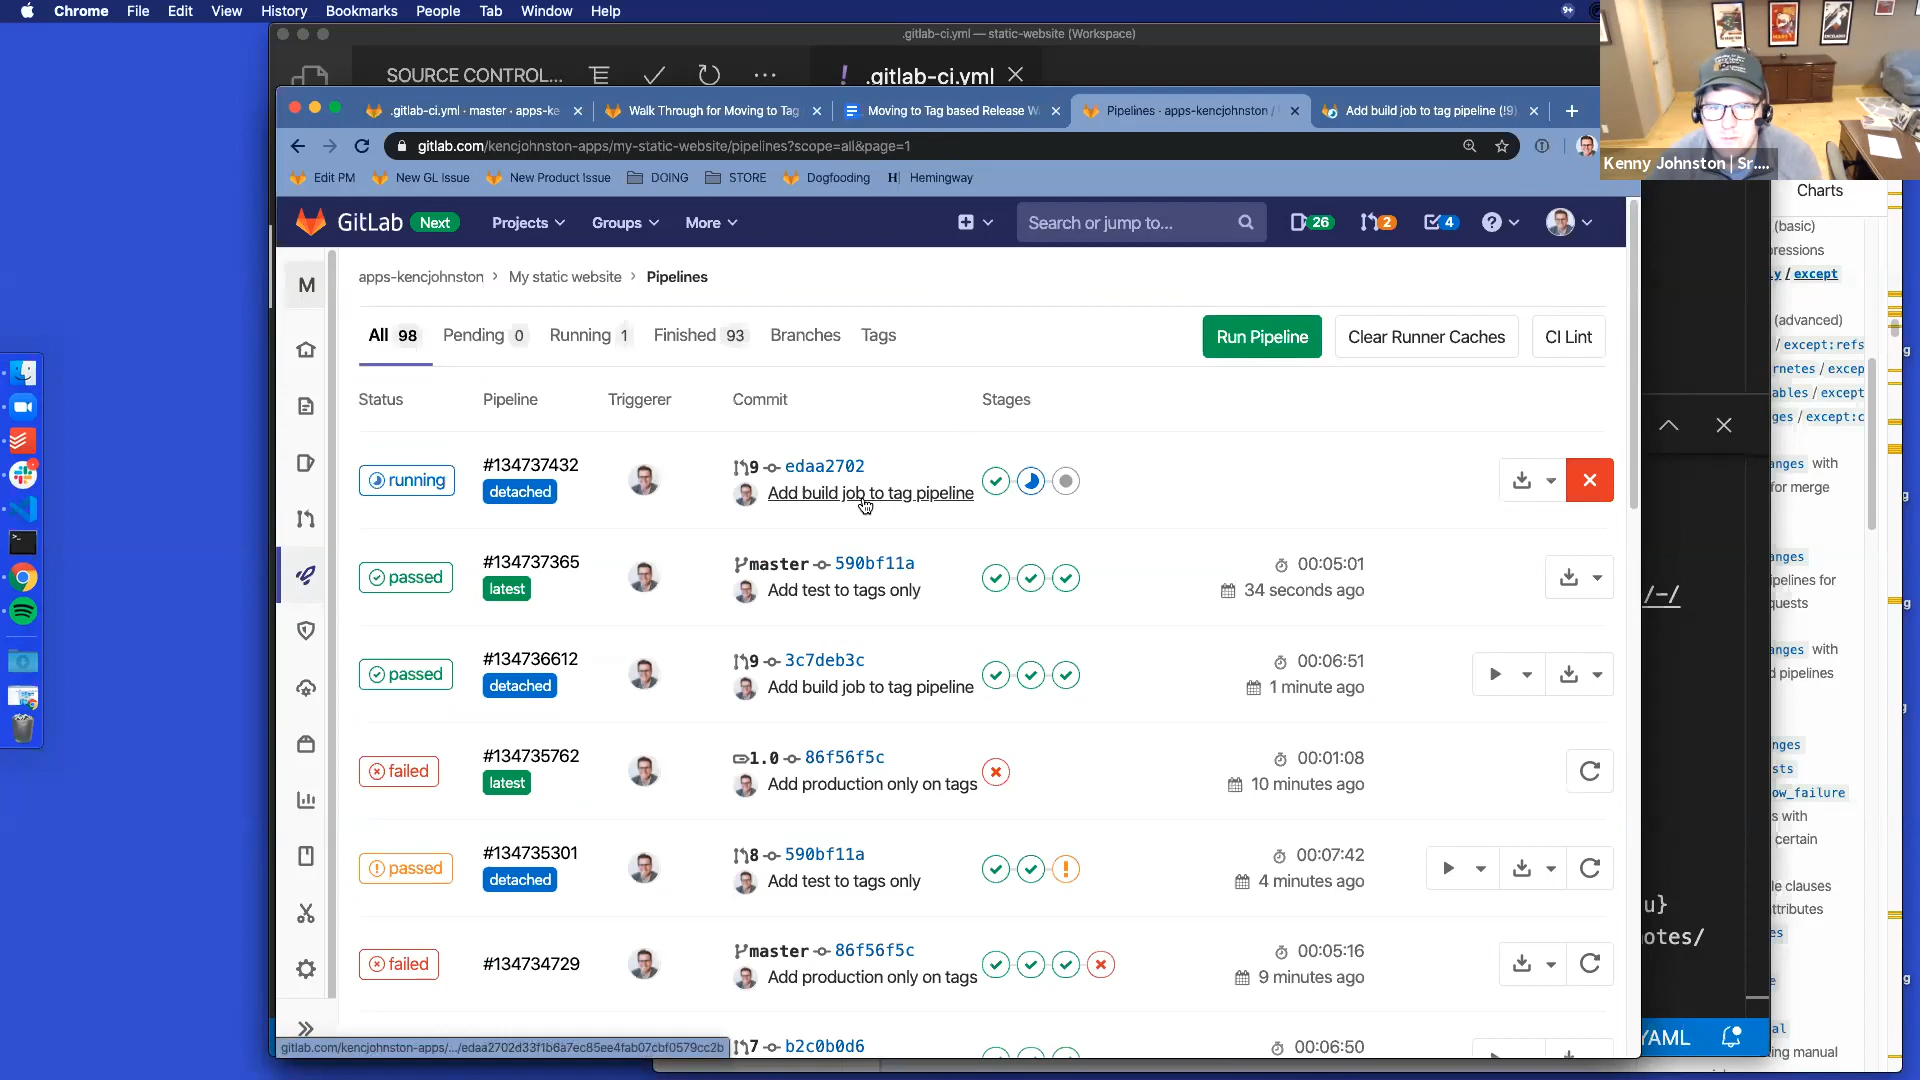 Chrome File Edit View History Bookmarks People Tab Window Help
9+
.gitlab-ci.yml — static-website (Workspace)
SOURCE CONTROL... ! .gitlab-ci.yml
.gitlab-ci.yml · master · apps-ke
Walk Through for Moving to Tag
Moving to Tag based Release W
Pipelines · apps-kencjohnston /
Add build job to tag pipeline (!9)
gitlab.com/kencjohnston-apps/my-static-website/pipelines?scope=all&page=1
Edit PM New GL Issue New Product Issue DOING STORE Dogfooding H Hemingway
Kenny Johnston | Sr....
GitLab Next Projects Groups More Search or jump to... 26 2 4
M
apps-kencjohnston > My static website > Pipelines
All 98 Pending 0 Running 1 Finished 93 Branches Tags
Run Pipeline Clear Runner Caches CI Lint
Status Pipeline Triggerer Commit Stages
running #134737432 detached 9 edaa2702
Add build job to tag pipeline
passed #134737365 latest master 590bf11a 00:05:01
Add test to tags only 34 seconds ago
passed #134736612 detached 9 3c7deb3c 00:06:51
Add build job to tag pipeline 1 minute ago
failed #134735762 latest 1.0 86f56f5c 00:01:08
Add production only on tags 10 minutes ago
passed #134735301 detached 8 590bf11a 00:07:42
Add test to tags only 4 minutes ago
failed #134734729 master 86f56f5c 00:05:16
Add production only on tags 9 minutes ago
7 b2c0b0d6 00:06:50
gitlab.com/kencjohnston-apps/.../edaa2702d33f1b6a7ec85ee4fab07cbf0579cc2b
Charts
(basic)
pressions
y / except
(advanced)
/ except:refs
rnetes / excep
ables / except
ges / except:c
anges with
for merge
anges
ipelines for
quests
anges with
d pipelines
nges
sts
ow_failure
s with
certain
le clauses
ttributes
es
e
al
ing manual
/-/
u}
otes/
YAML